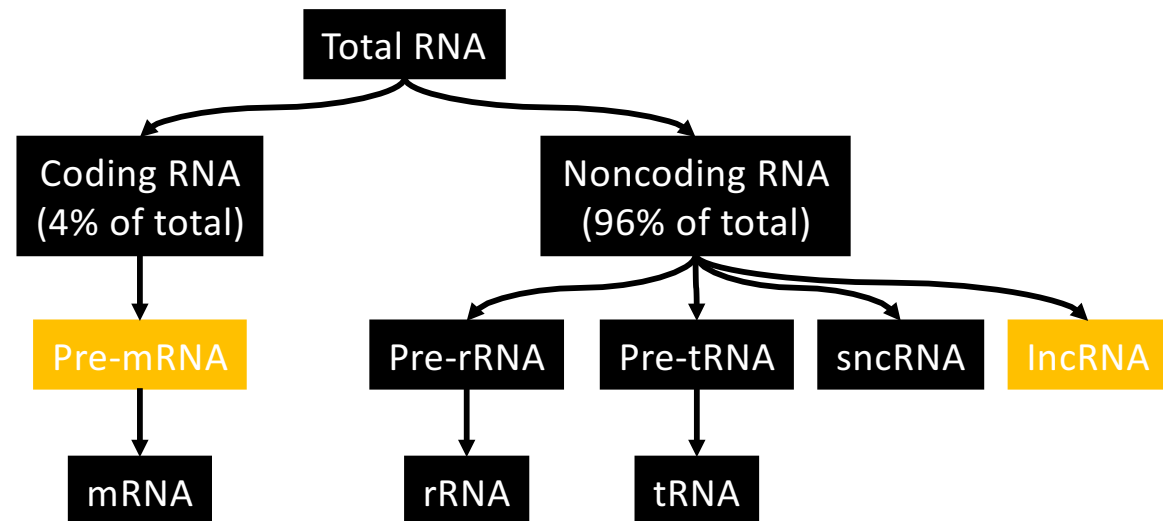 Total RNA
Coding RNA
(4% of total)
Noncoding RNA
(96% of total)
Pre-mRNA
Pre-rRNA
Pre-tRNA
sncRNA
lncRNA
mRNA
rRNA
tRNA